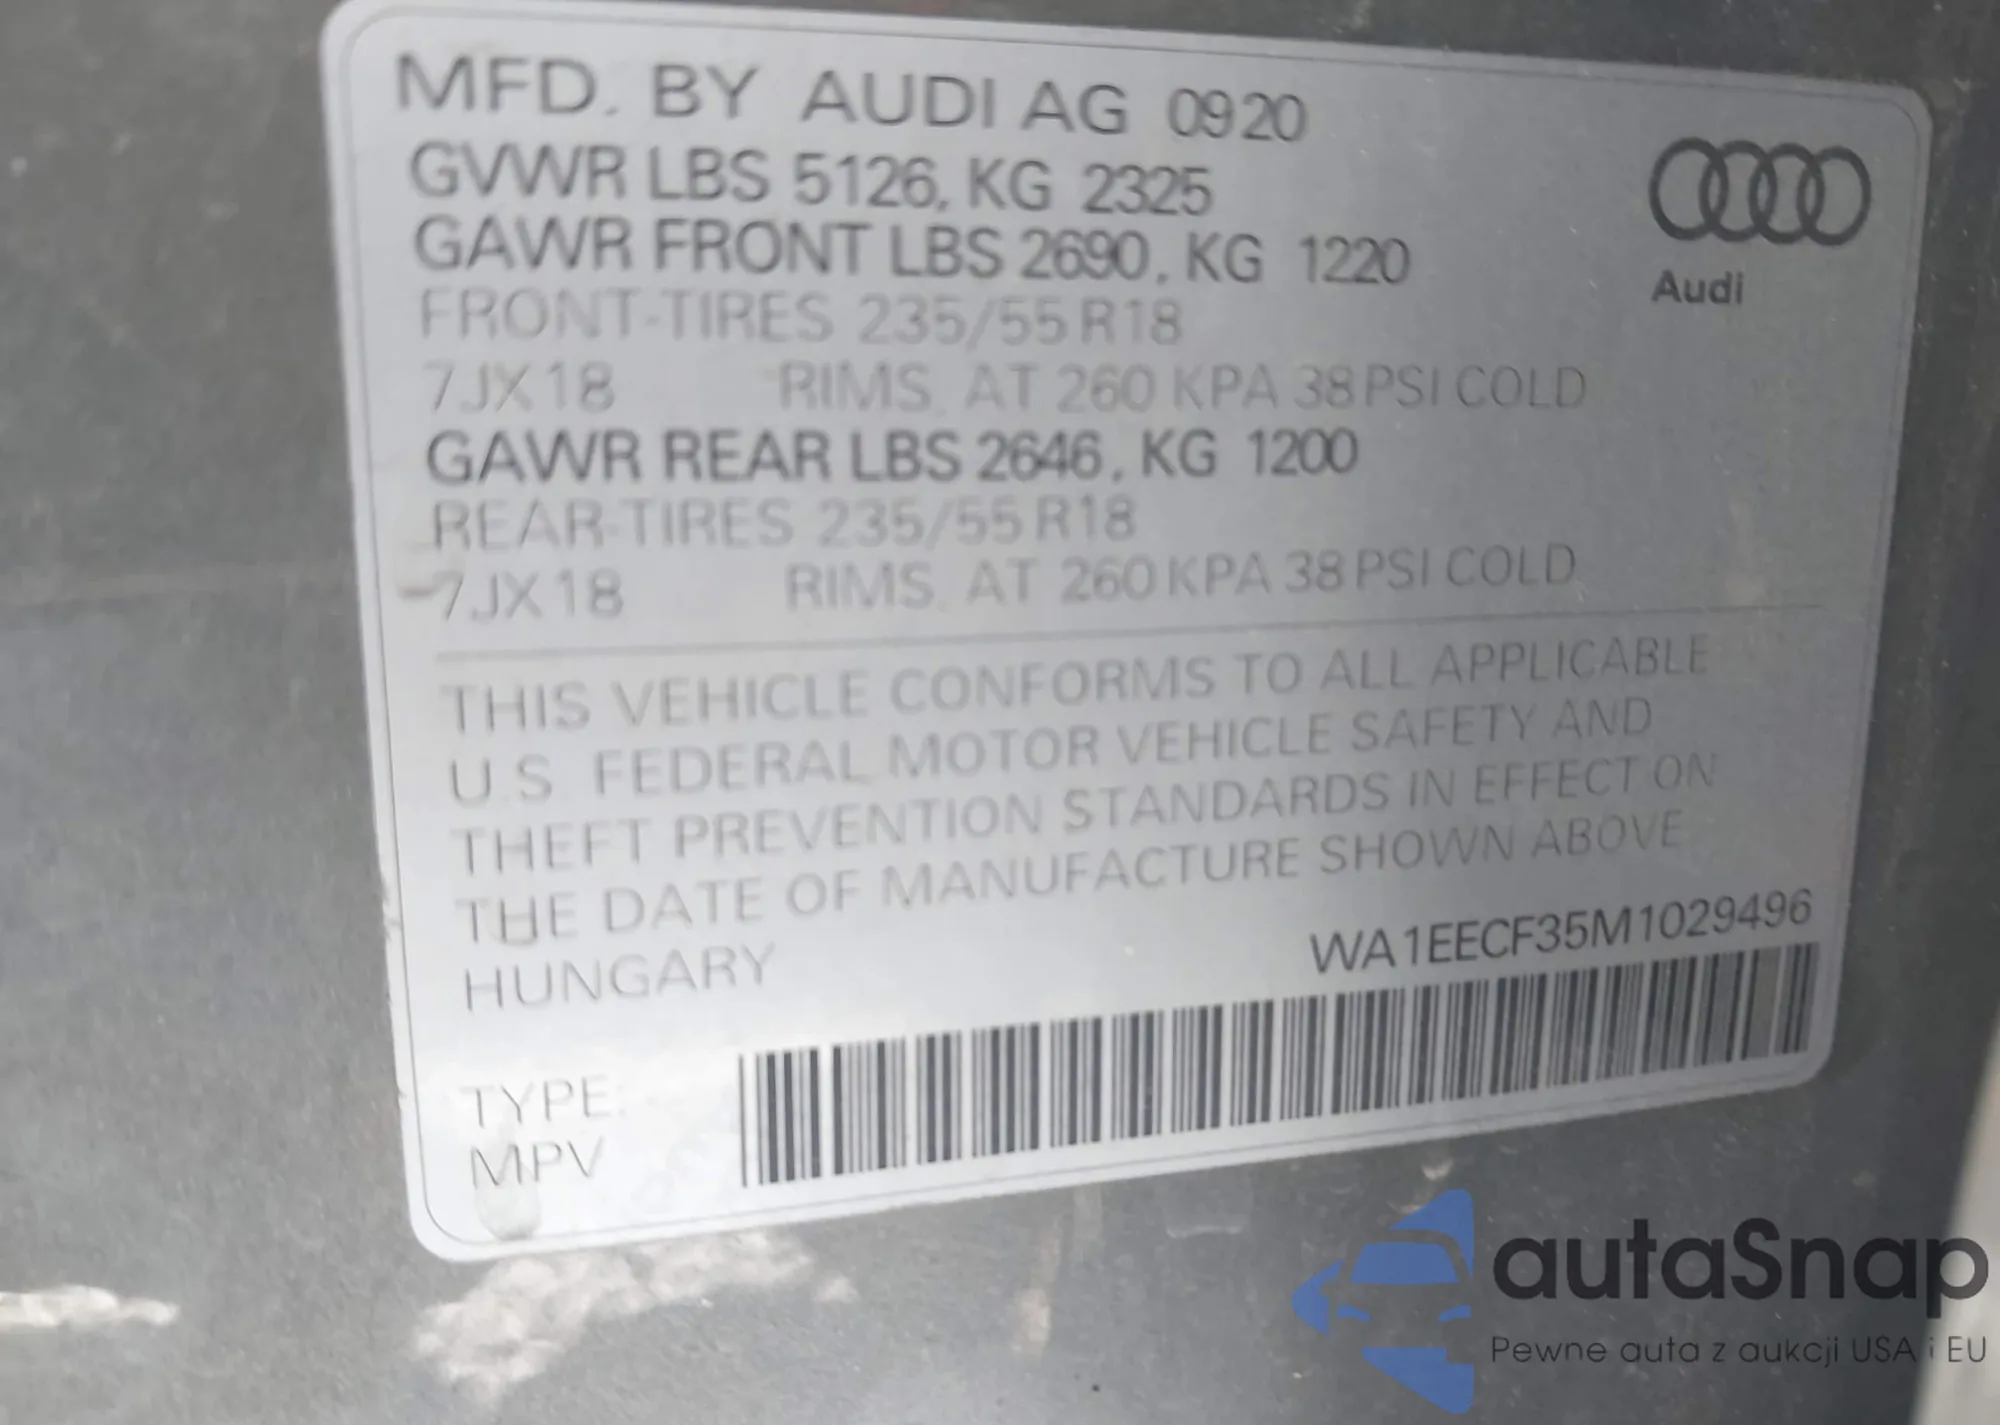 MFD. BY AUDI AG 0920
GVWR LBS 5126, KG 2325
GAWR FRONT LBS 2690, KG 1220
FRONT-TIRES 235/55 R18
7JX18 RIMS, AT 260 KPA 38 PSI COLD
GAWR REAR LBS 2646, KG 1200
REAR-TIRES 235/55 R18
7JX18 RIMS, AT 260 KPA 38 PSI COLD
Audi
THIS VEHICLE CONFORMS TO ALL APPLICABLE
U.S. FEDERAL MOTOR VEHICLE SAFETY AND
THEFT PREVENTION STANDARDS IN EFFECT ON
THE DATE OF MANUFACTURE SHOWN ABOVE
HUNGARY
WA1EECF35M1029496
TYPE:
MPV
autaSnap
Pewne auta z aukcji USA i EU